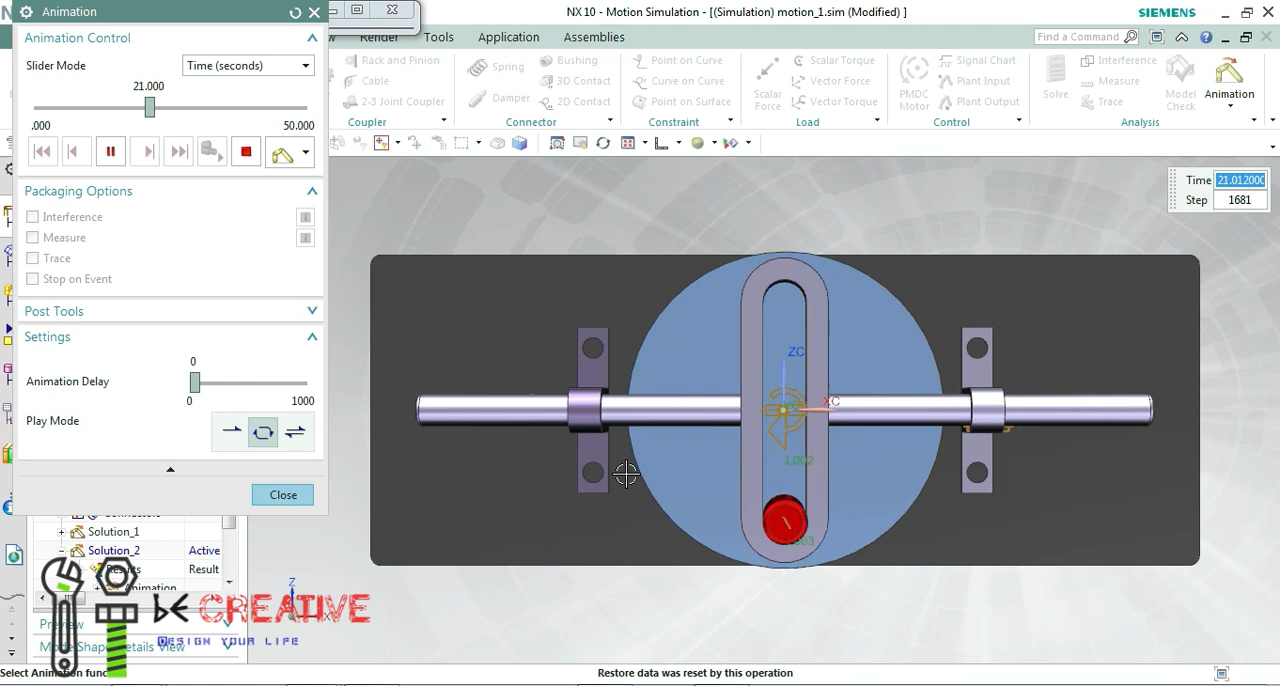 Animation
NX 10 - Motion Simulation - [(Simulation) motion_1.sim (Modified) ]
SIEMENS
Render Tools Application Assemblies
Find a Command
Animation Control
Slider Mode Time (seconds)
21.000
.000 50.000
Packaging Options
Interference
Measure
Trace
Stop on Event
Post Tools
Settings
0
Animation Delay
0 1000
Play Mode
Close
Rack and Pinion
Cable
2-3 Joint Coupler
Coupler
Spring
Damper
Bushing
3D Contact
2D Contact
Connector
Point on Curve
Curve on Curve
Point on Surface
Constraint
Scalar Force
Scalar Torque
Vector Force
Vector Torque
Load
PMDC Motor
Signal Chart
Plant Input
Plant Output
Control
Solve
Interference
Measure
Trace
Model Check
Animation
Analysis
Time 21.012000
Step 1681
ZC
XC
Solution_1
Solution_2 Active
Results Result
Animation
Z
BE CREATIVE
DESIGN YOUR LIFE
Restore data was reset by this operation